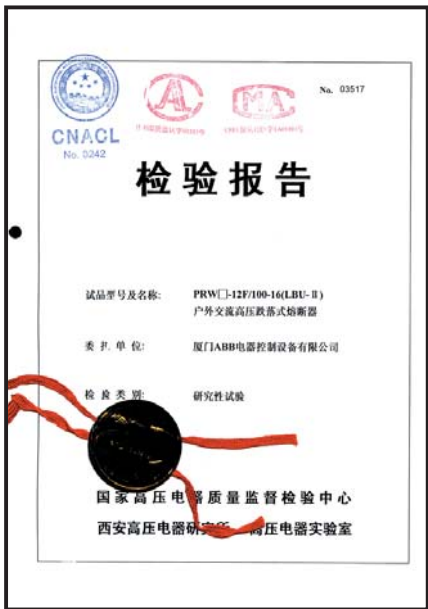 No. 03517
CNACL
No. 0242
MA
检验报告
试品型号及名称: PRW□-12F/100-16(LBU-Ⅱ)
户外交流高压跌落式熔断器
委托单位: 厦门ABB电器控制设备有限公司
检验类别: 研究性试验
国家高压电器质量监督检验中心
西安高压电器研究所 高压电器实验室